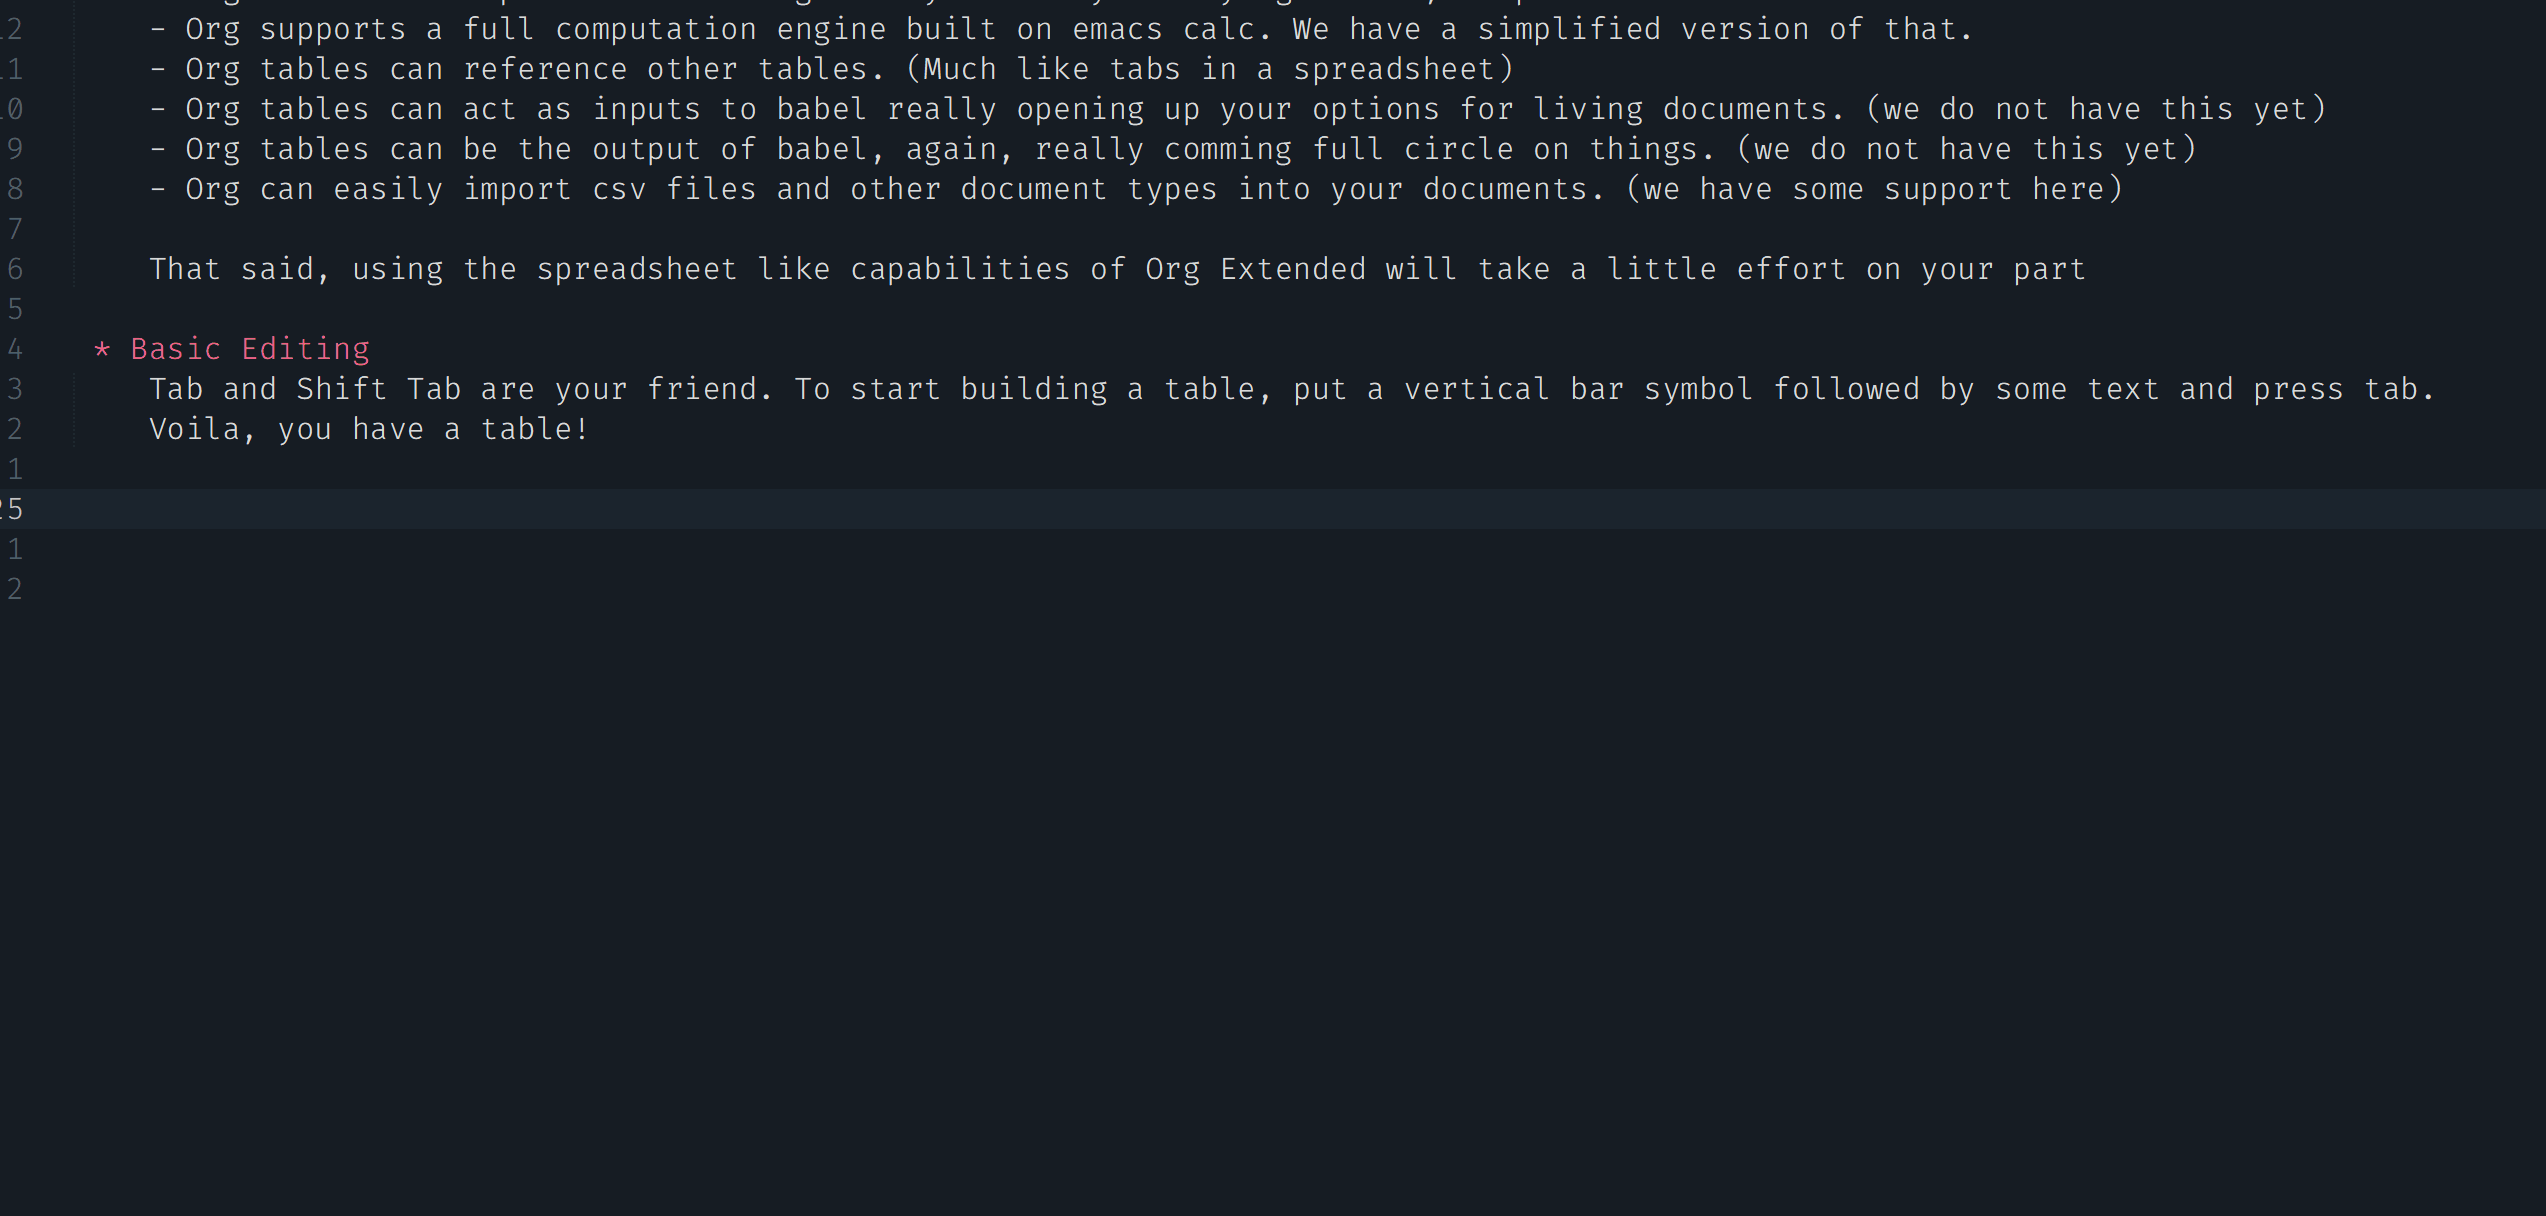 12 - Org supports a full computation engine built on emacs calc. We have a simplified version of that.
11 - Org tables can reference other tables. (Much like tabs in a spreadsheet)
10 - Org tables can act as inputs to babel really opening up your options for living documents. (we do not have this yet)
9 - Org tables can be the output of babel, again, really comming full circle on things. (we do not have this yet)
8 - Org can easily import csv files and other document types into your documents. (we have some support here)
7
6 That said, using the spreadsheet like capabilities of Org Extended will take a little effort on your part
5
4 * Basic Editing
3 Tab and Shift Tab are your friend. To start building a table, put a vertical bar symbol followed by some text and press tab.
2 Voila, you have a table!
1
25
1
2